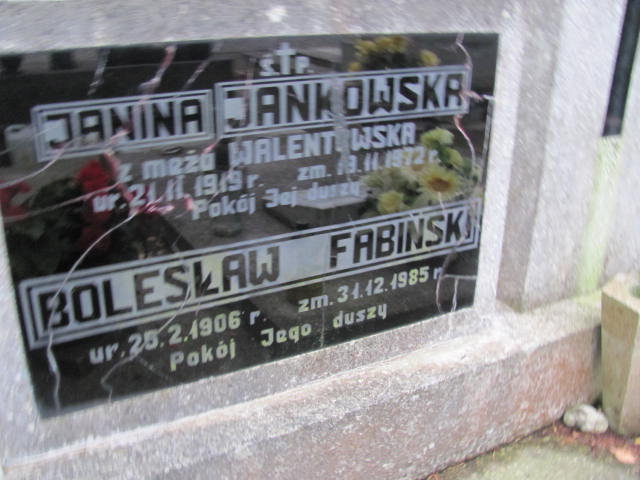 ś.†p.
JANINA JANKOWSKA
z męża WALENTOWSKA
ur. 21.11.1919 r. zm. 13.11.1972 r.
Pokój Jej duszy
BOLESŁAW FABIŃSKI
ur. 25.2.1906 r. zm. 31.12.1985 r.
Pokój Jego duszy